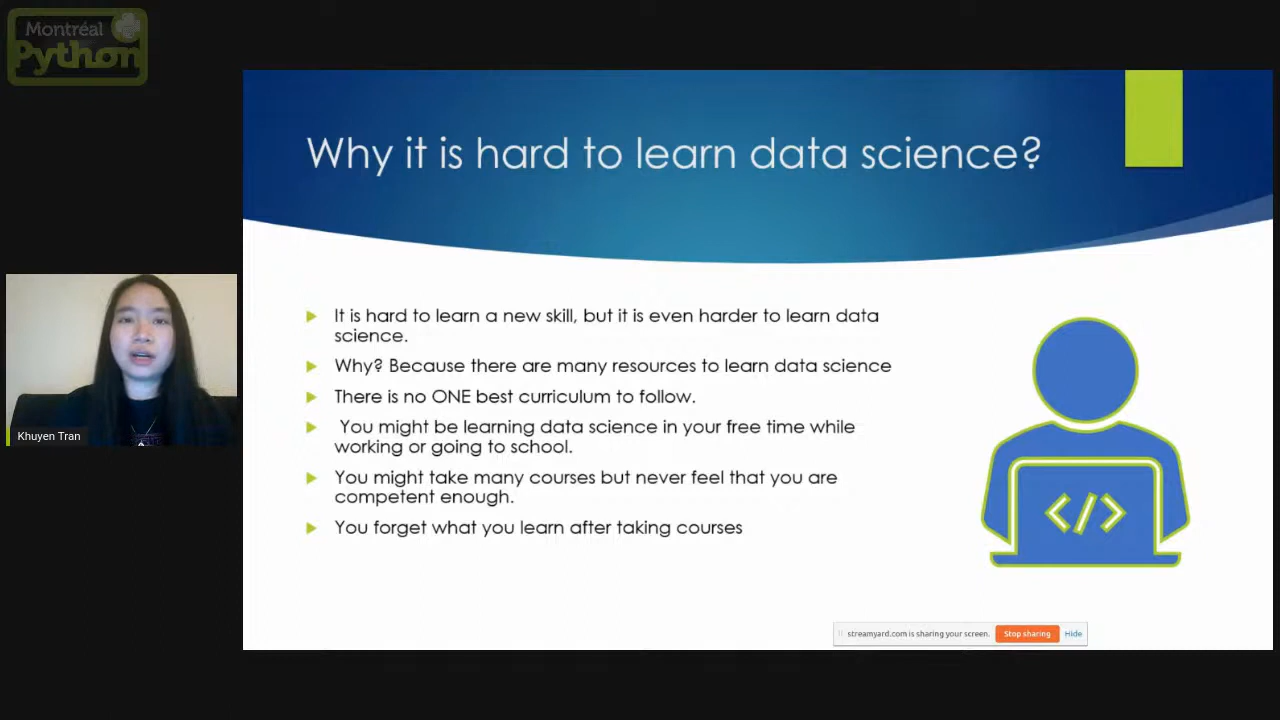 Montréal
Python
Why it is hard to learn data science?
It is hard to learn a new skill, but it is even harder to learn data
science.
Why? Because there are many resources to learn data science
There is no ONE best curriculum to follow.
You might be learning data science in your free time while
working or going to school.
You might take many courses but never feel that you are
competent enough.
You forget what you learn after taking courses
</>
Khuyen Tran
streamyard.com is sharing your screen. Stop sharing Hide